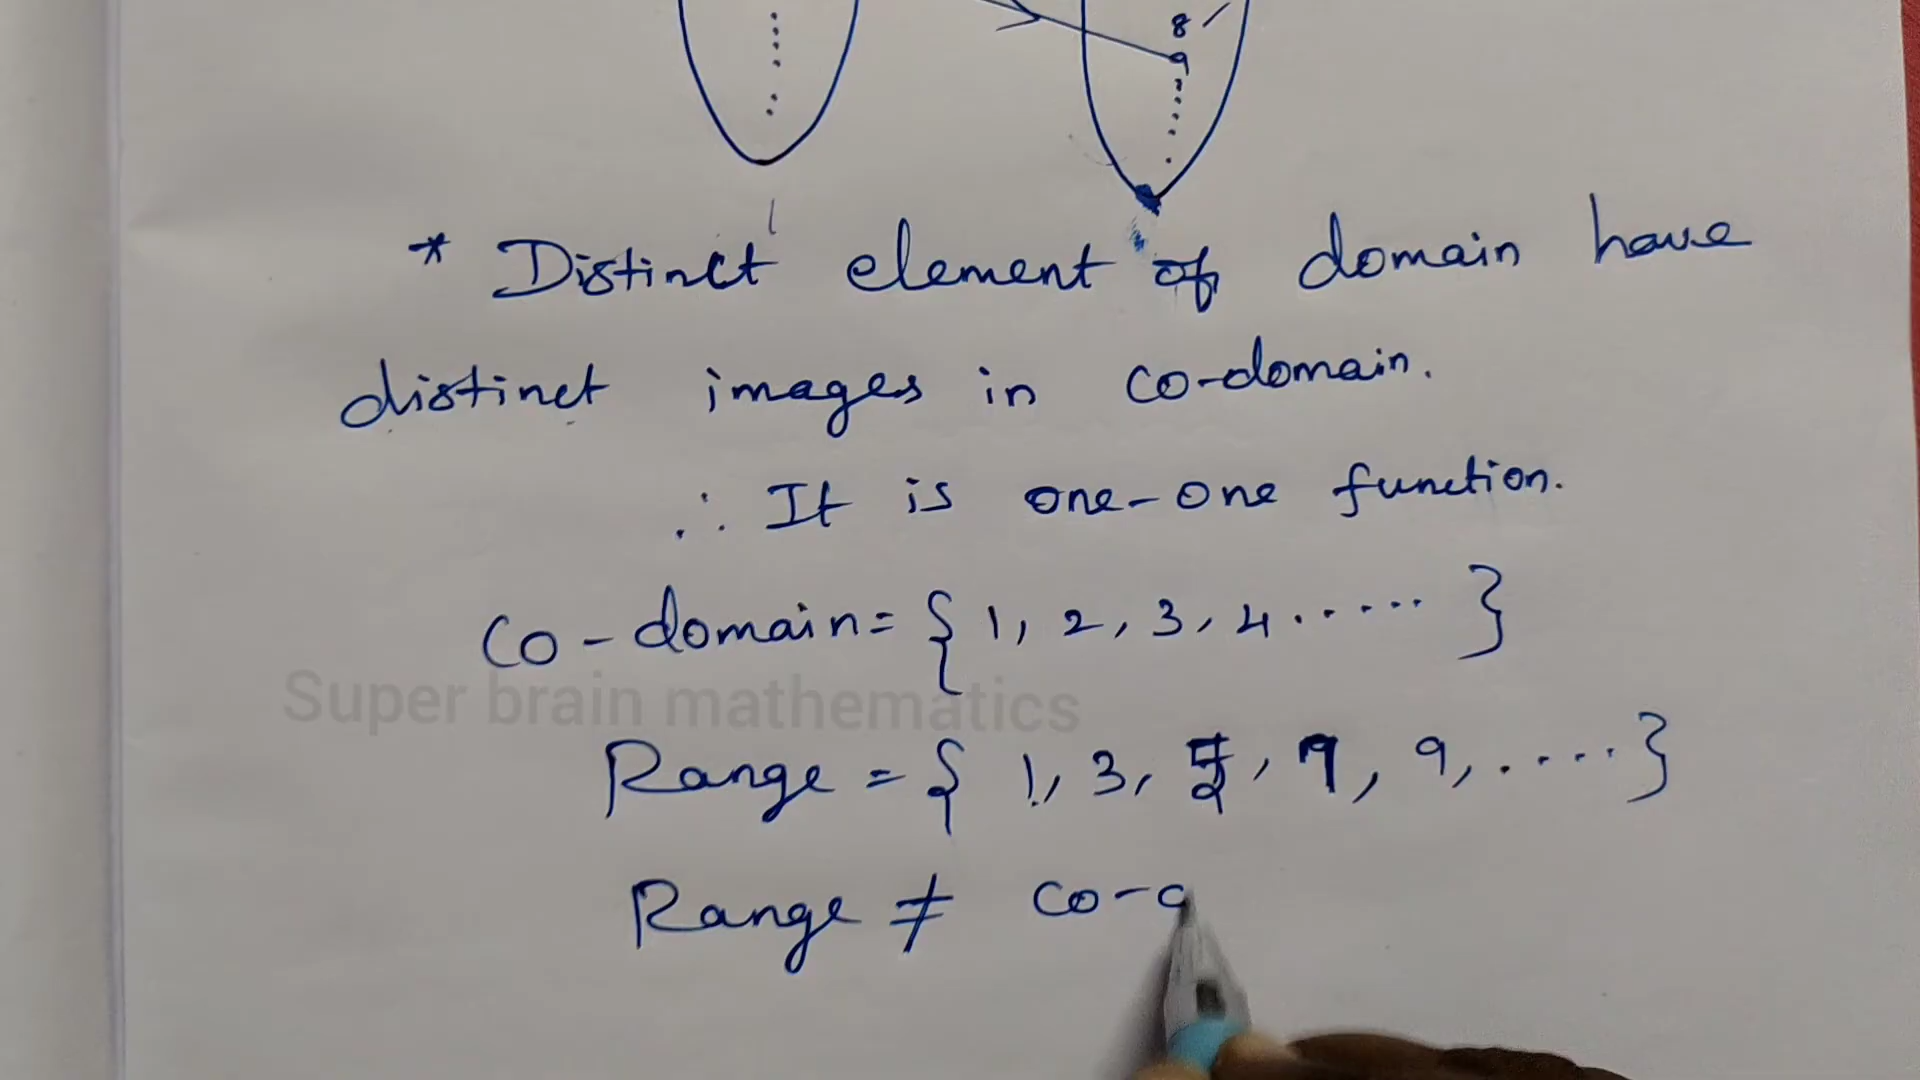 8
9
* Distinct element of domain have
distinct images in co-domain.
∴ It is one-one function.
Co-domain = { 1, 2, 3, 4 ..... }
Super brain mathematics
Range = { 1, 3, 5, 7, 9, ..... }
Range ≠ co-